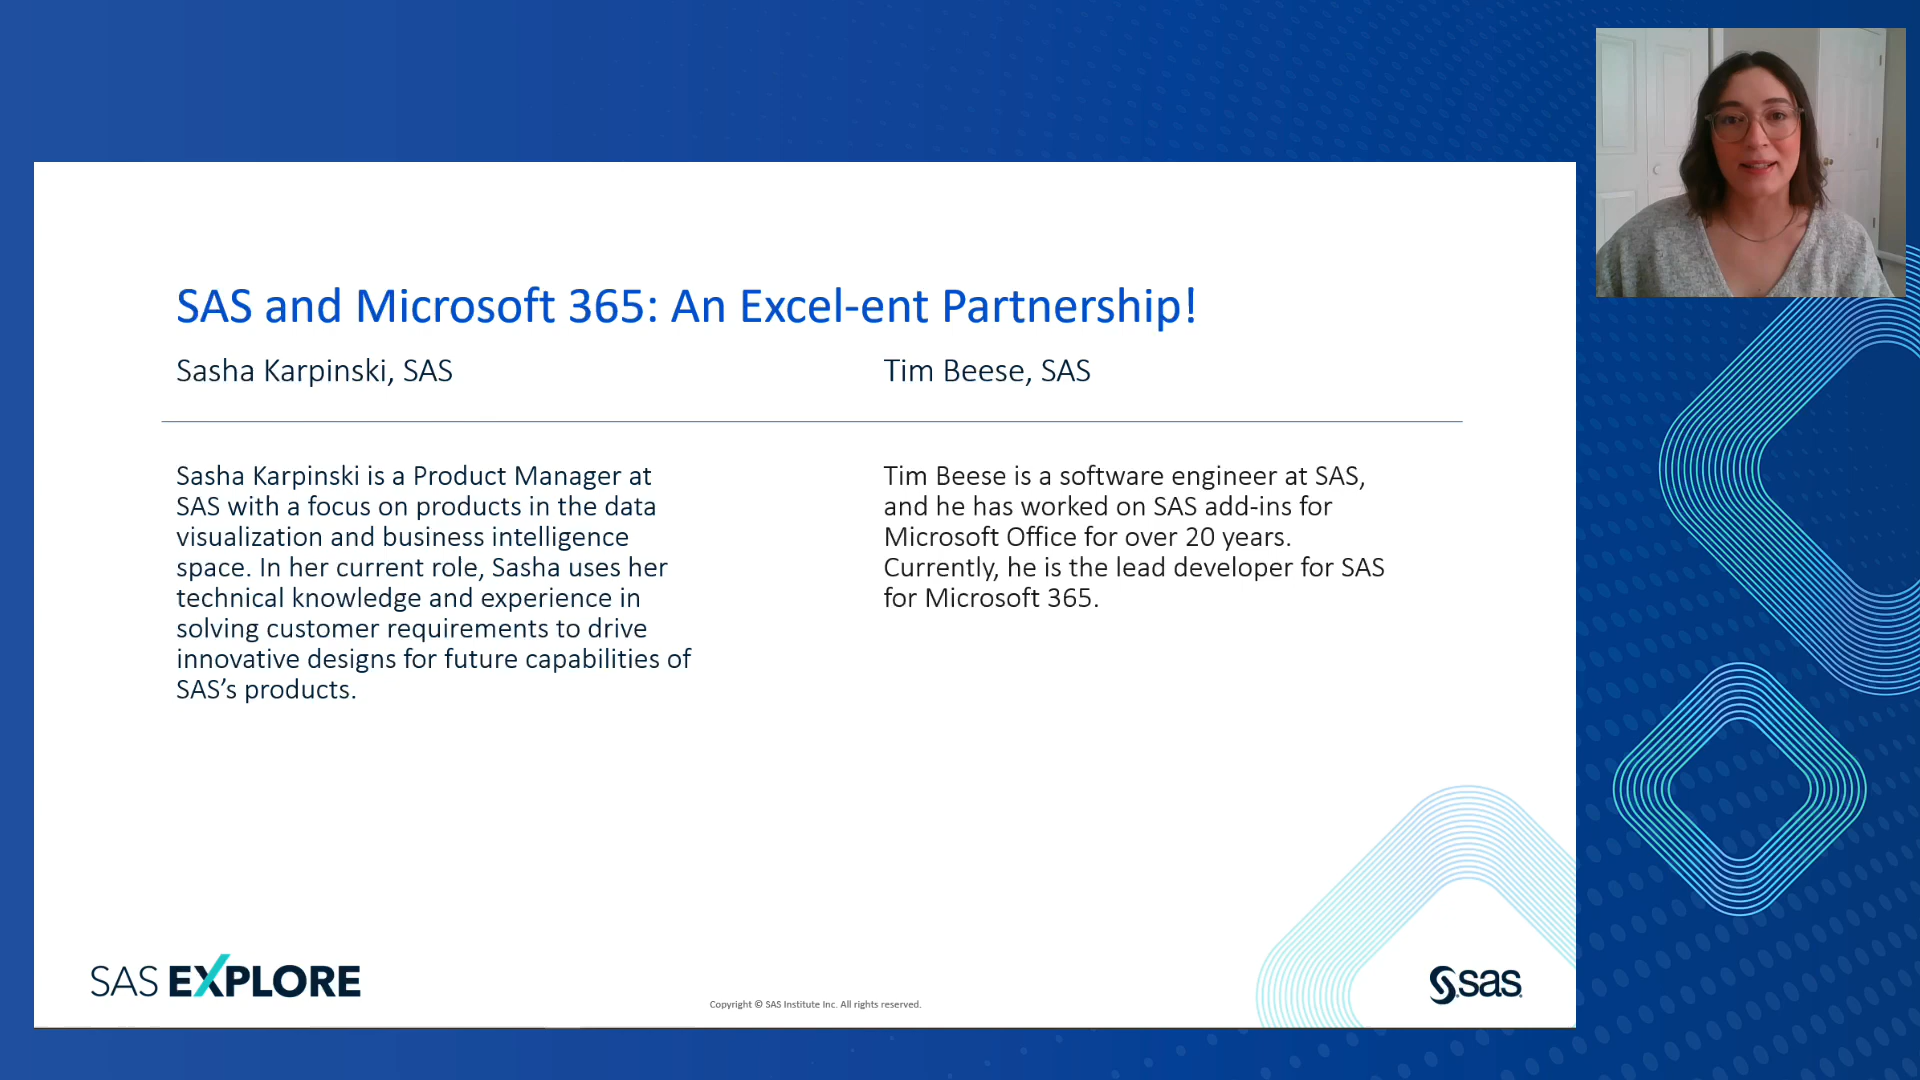 SAS and Microsoft 365: An Excel-ent Partnership!
Sasha Karpinski, SAS
Tim Beese, SAS
Sasha Karpinski is a Product Manager at
SAS with a focus on products in the data
visualization and business intelligence
space. In her current role, Sasha uses her
technical knowledge and experience in
solving customer requirements to drive
innovative designs for future capabilities of
SAS’s products.
Tim Beese is a software engineer at SAS,
and he has worked on SAS add-ins for
Microsoft Office for over 20 years.
Currently, he is the lead developer for SAS
for Microsoft 365.
SAS EXPLORE
Copyright © SAS Institute Inc. All rights reserved.
sas